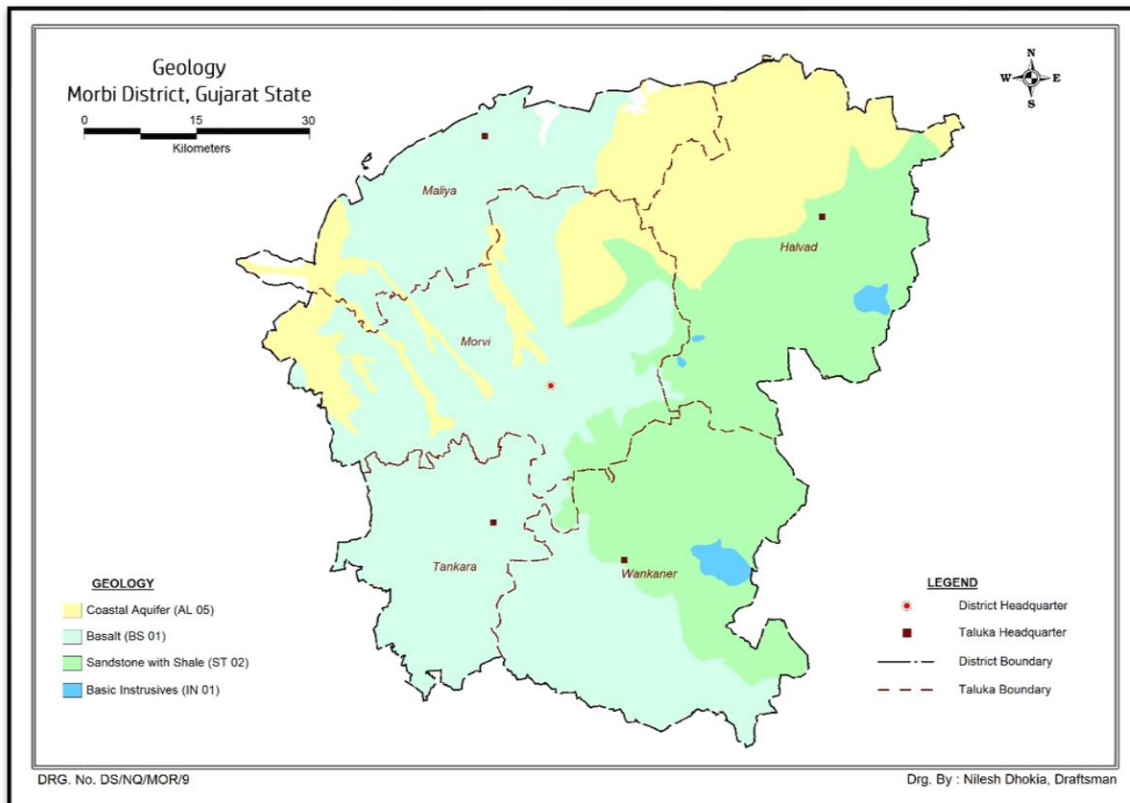 Geology
Morbi District, Gujarat State
0 15 30
Kilometers
N
W E
S
Maliya
Halvad
Morvi
Tankara
Wankaner
GEOLOGY
Coastal Aquifer (AL 05)
Basalt (BS 01)
Sandstone with Shale (ST 02)
Basic Instrusives (IN 01)
LEGEND
District Headquarter
Taluka Headquarter
District Boundary
Taluka Boundary
DRG. No. DS/NQ/MOR/9
Drg. By : Nilesh Dhokia, Draftsman